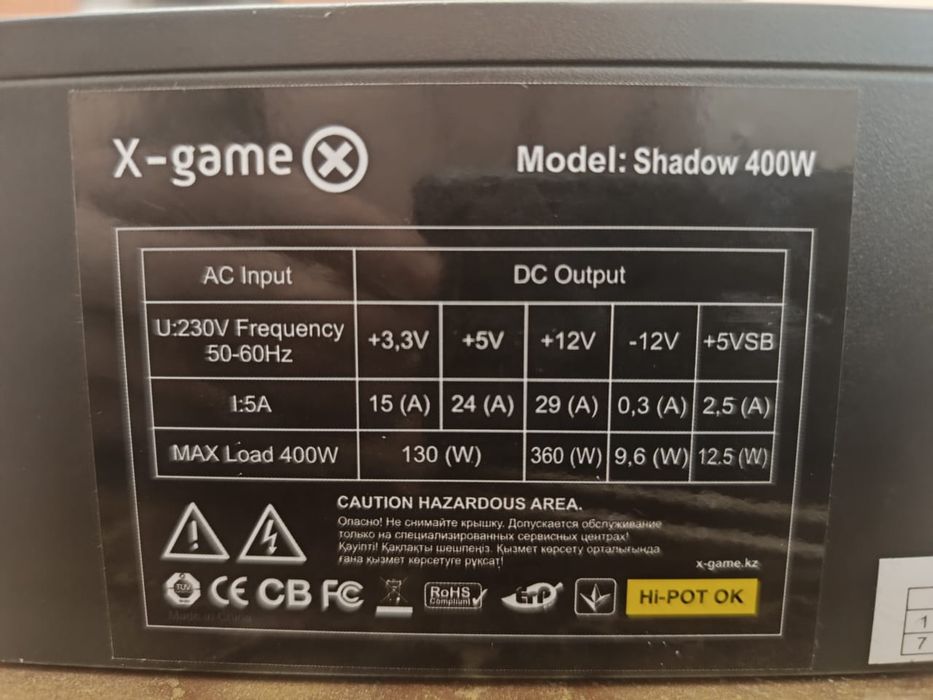 X-game X
Model: Shadow 400W
AC Input DC Output
U:230V Frequency
50-60Hz
+3,3V +5V +12V -12V +5VSB
I:5A 15 (A) 24 (A) 29 (A) 0,3 (A) 2,5 (A)
MAX Load 400W 130 (W) 360 (W) 9,6 (W) 12.5 (W)
CAUTION HAZARDOUS AREA.
Опасно! Не снимайте крышку. Допускается обслуживание
только на специализированных сервисных центрах!
Қауіпті! Қақпақты шешпеңіз. Қызмет көрсету орталығында
ғана қызмет көрсетуге рұқсат!
x-game.kz
TUV CE CB FC RoHS Compliant ErP Hi-POT OK
Made in China
1
7